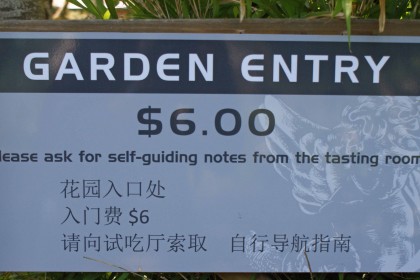 GARDEN ENTRY
$6.00
lease ask for self-guiding notes from the tasting room
花园入口处
入门费 $6
请向试吃厅索取 自行导航指南